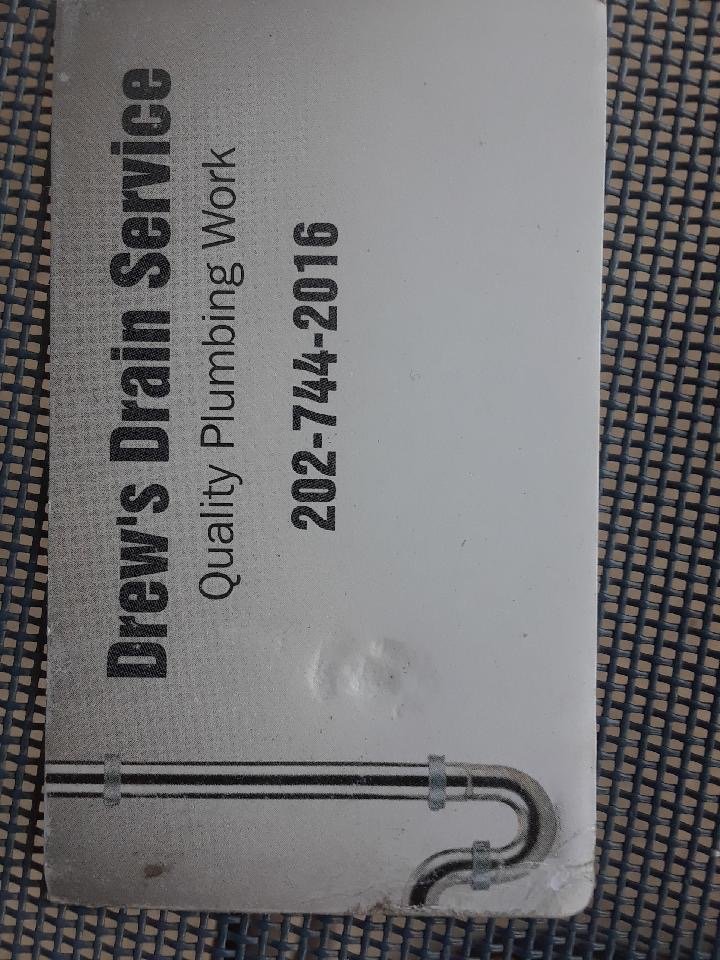 Drew's Drain Service
Quality Plumbing Work
202-744-2016